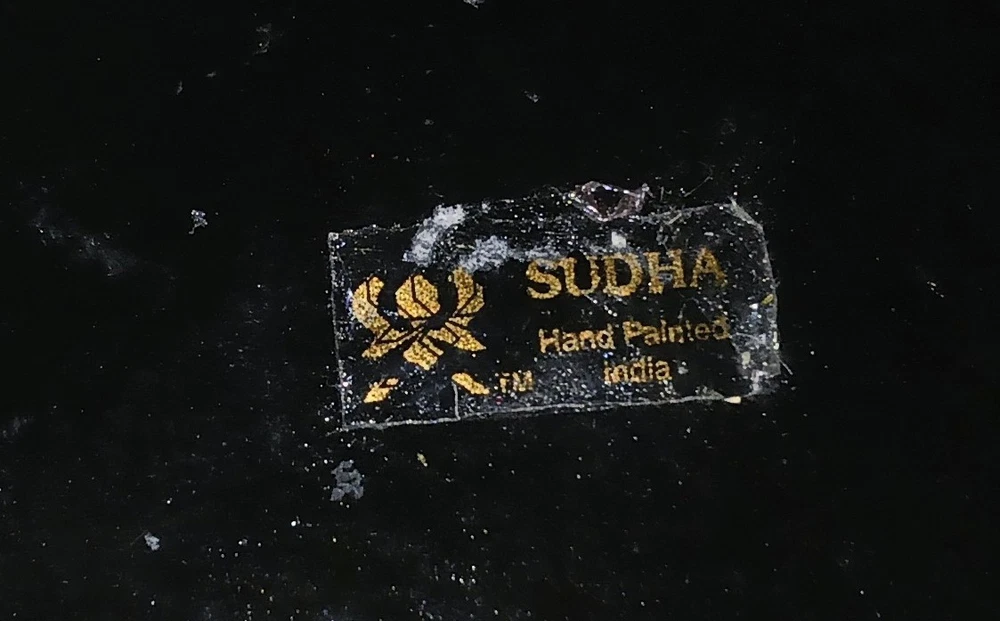 SUDHA
Hand Painted
india
TM